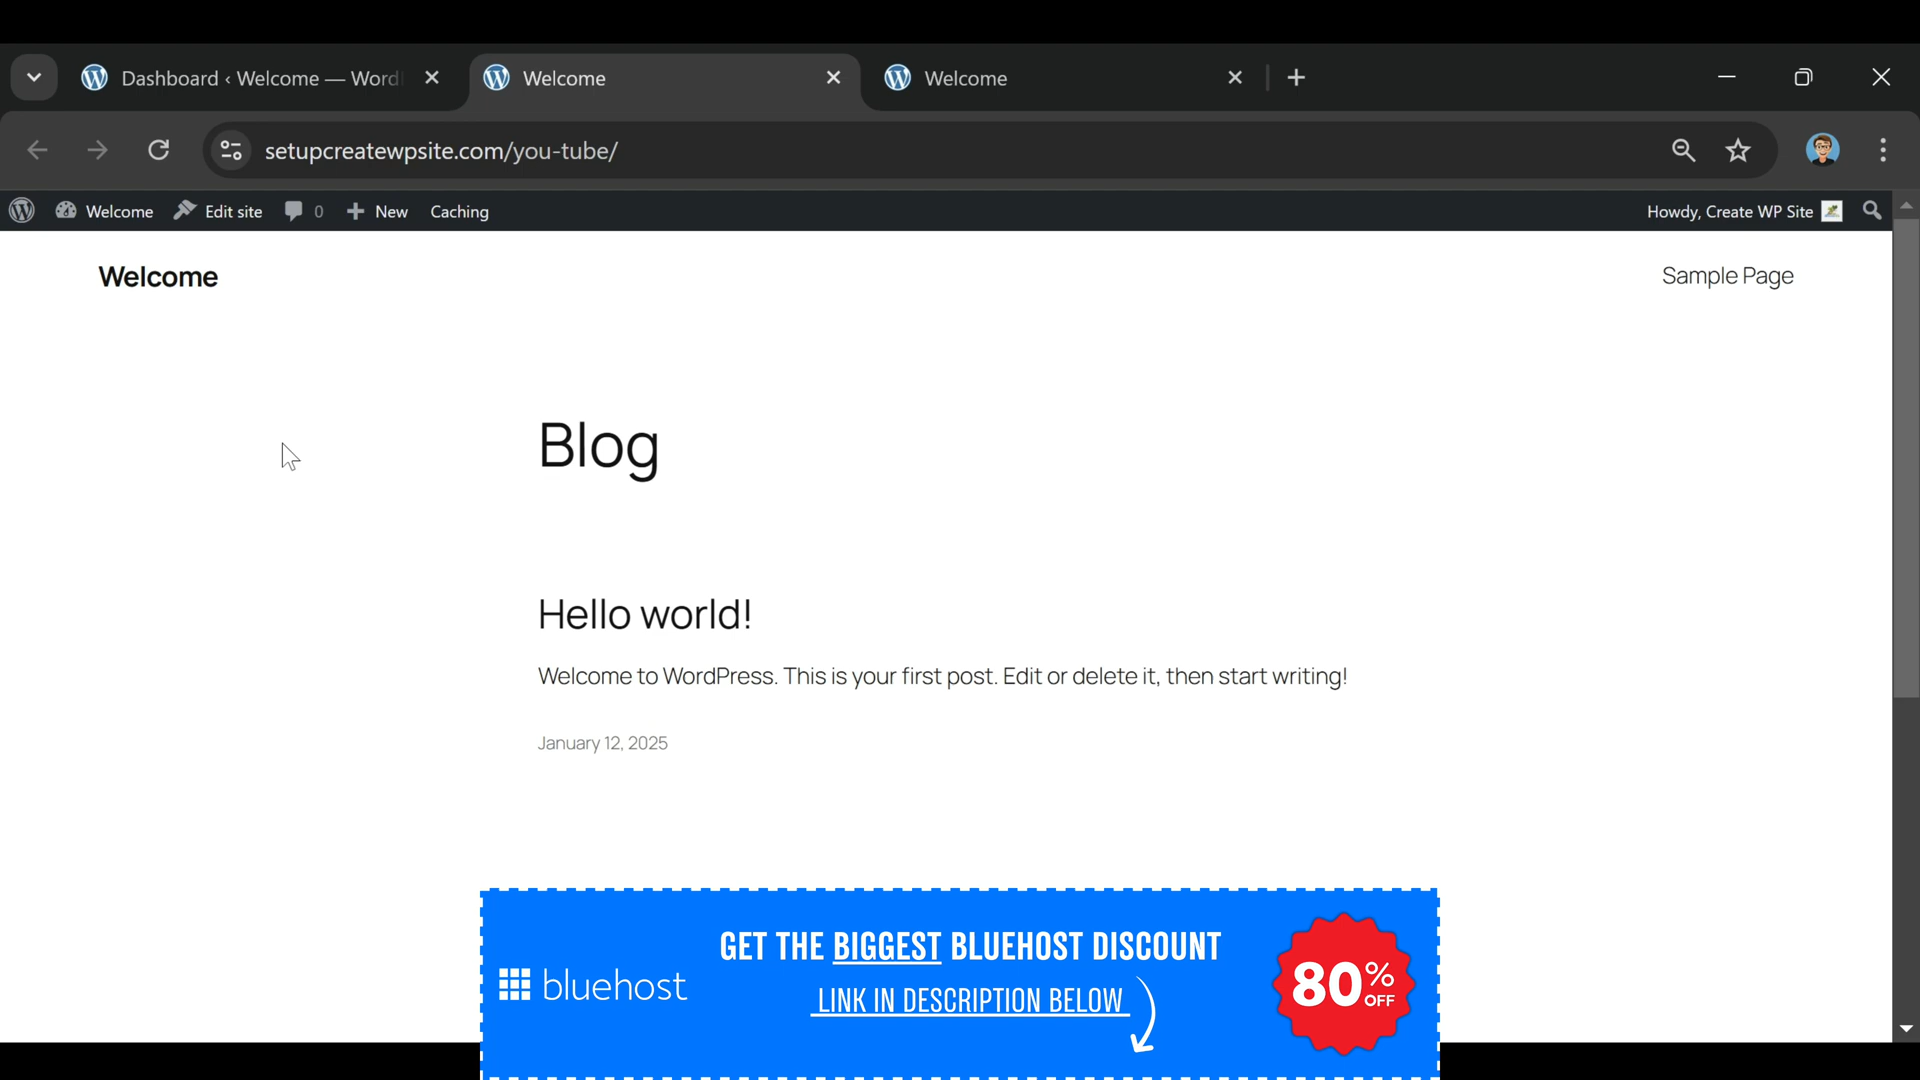 Dashboard ‹ Welcome — Word
Welcome
Welcome
setupcreatewpsite.com/you-tube/
Welcome
Edit site
0
New
Caching
Howdy, Create WP Site
Welcome
Sample Page
Blog
Hello world!
Welcome to WordPress. This is your first post. Edit or delete it, then start writing!
January 12, 2025
bluehost
GET THE BIGGEST BLUEHOST DISCOUNT
LINK IN DESCRIPTION BELOW
80% OFF